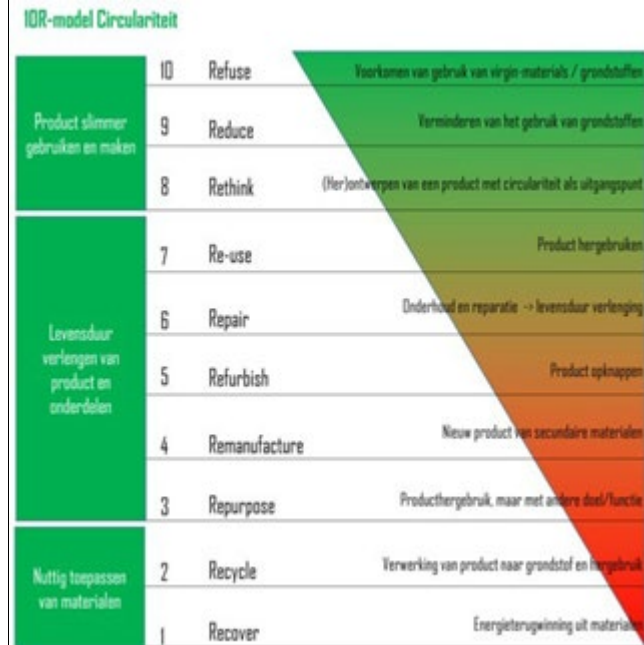 10R-model Circulariteit
Product slimmer
gebruiken en maken
10 Refuse Voorkomen van gebruik van virgin-materials / grondstoffen
9 Reduce Verminderen van het gebruik van grondstoffen
8 Rethink (Her)ontwerpen van een product met circulariteit als uitgangspunt
Levensduur
verlengen van
product en
onderdelen
7 Re-use Product hergebruiken
6 Repair Onderhoud en reparatie -> levensduur verlenging
5 Refurbish Product opknappen
4 Remanufacture Nieuw product van secundaire materialen
3 Repurpose Producthergebruik, maar met andere doel/functie
Nuttig toepassen
van materialen
2 Recycle Verwerking van product naar grondstof en hergebruik
1 Recover Energieterugwinning uit materialen